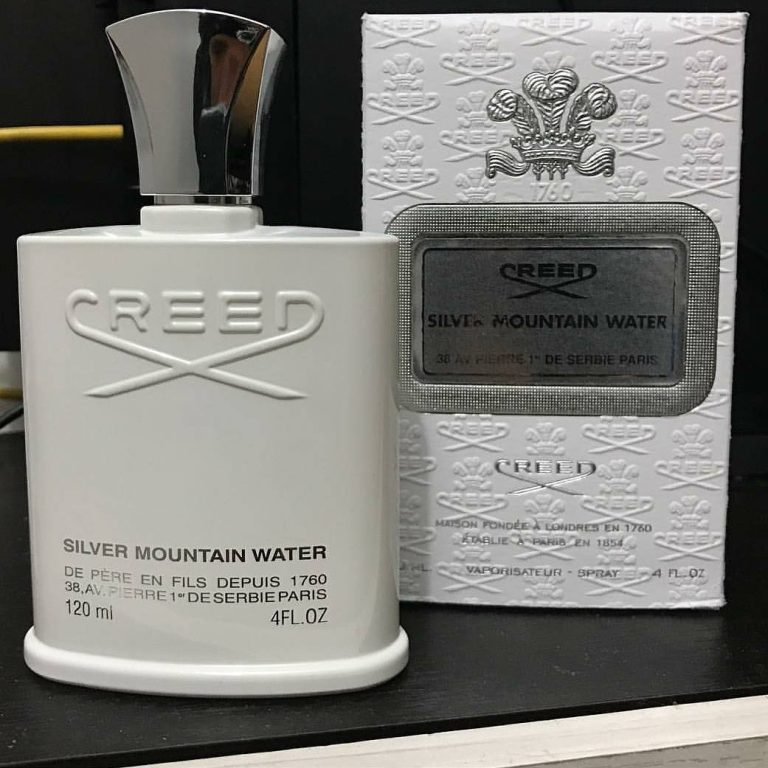 CREED
SILVER MOUNTAIN WATER
DE PÈRE EN FILS DEPUIS 1760
38,AV.PIERRE 1er DE SERBIE PARIS
120 ml 4FL.OZ
1760
CREED
SILVER MOUNTAIN WATER
38 AV PIERRE 1er DE SERBIE PARIS
CREED
MAISON FONDÉE À LONDRES EN 1760
ÉTABLIE À PARIS EN 1854
VAPORISATEUR - SPRAY 4 FL.OZ